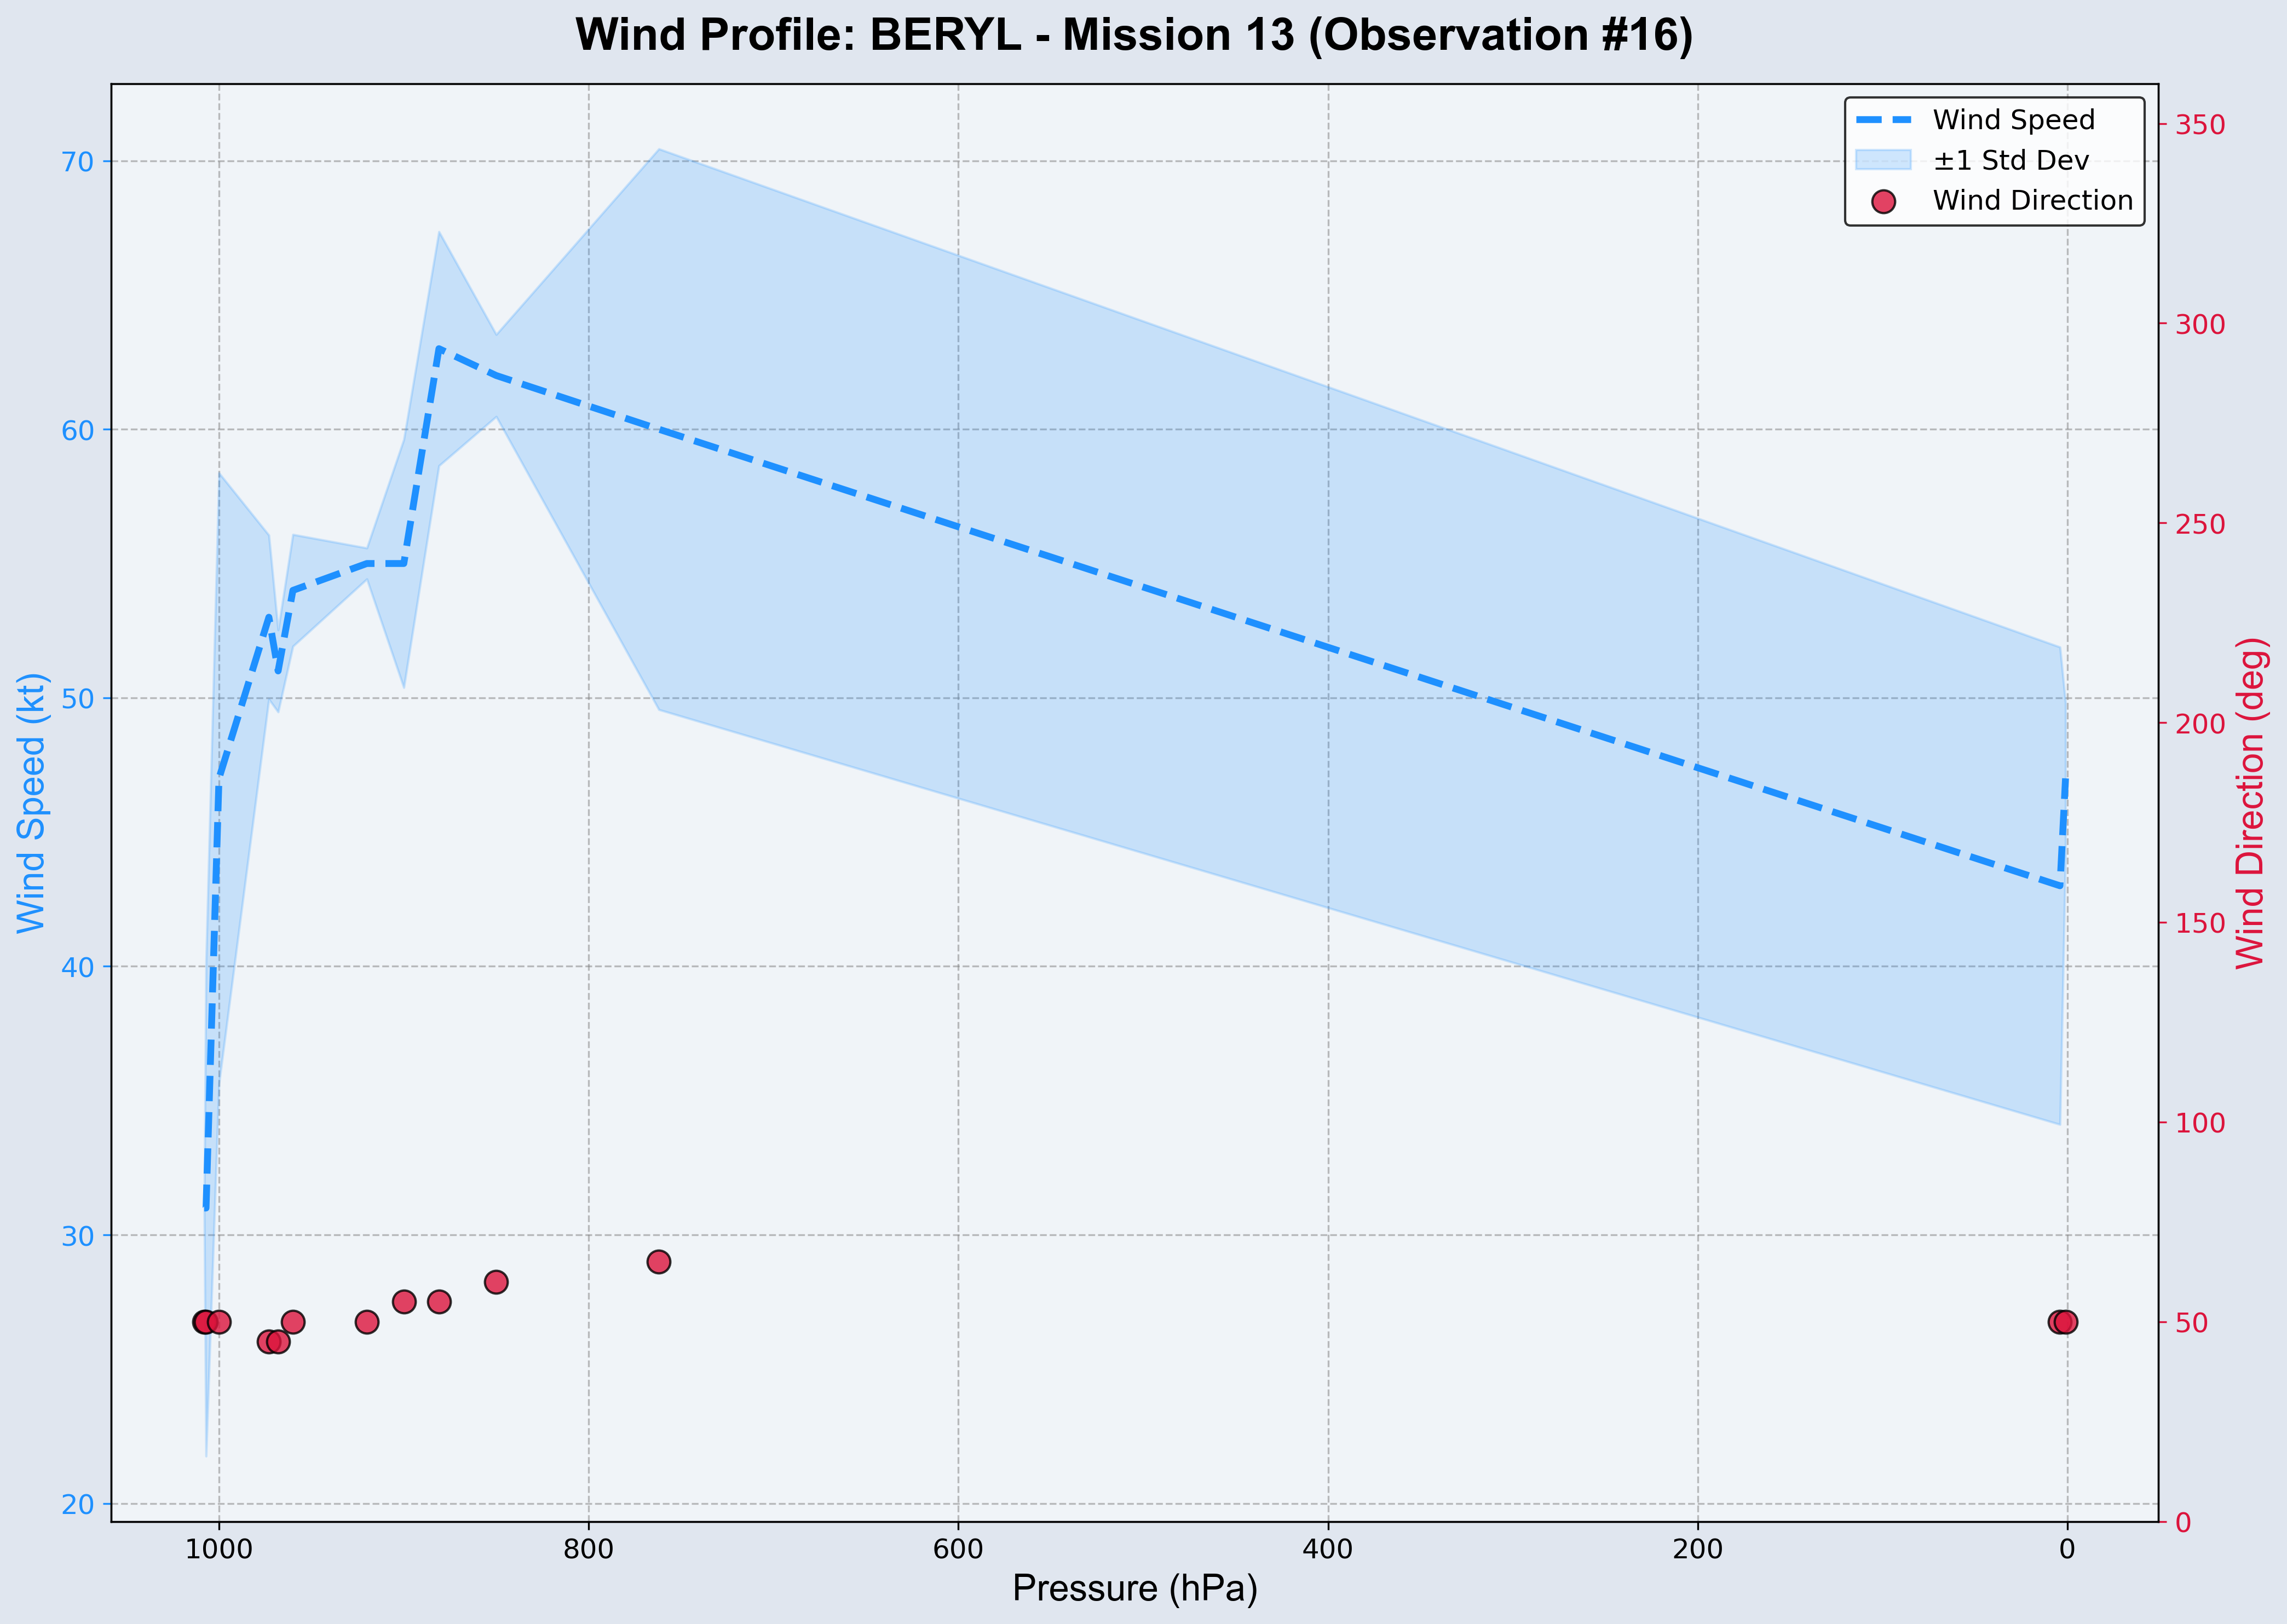 Wind Profile: BERYL - Mission 13 (Observation #16)
Wind Speed
±1 Std Dev
Wind Direction
70
60
50
40
30
20
Wind Speed (kt)
350
300
250
200
150
100
50
0
Wind Direction (deg)
1000
800
600
400
200
0
Pressure (hPa)